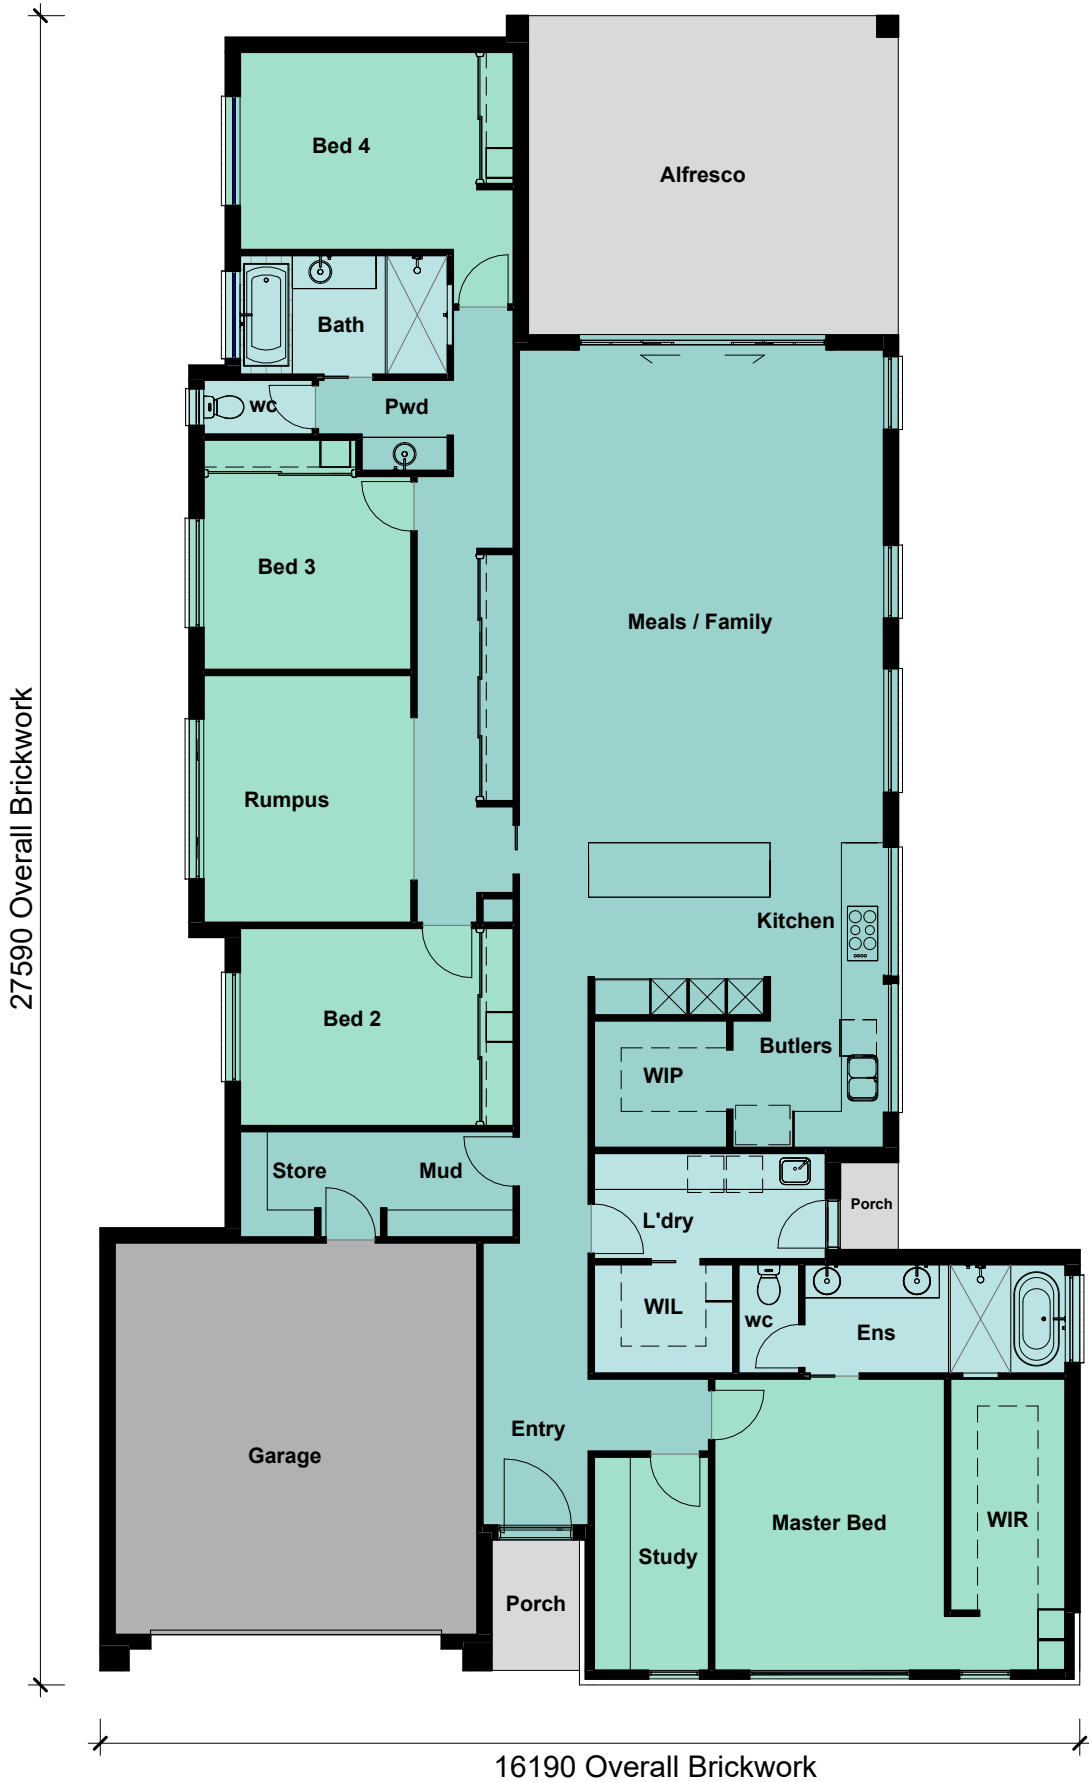 Bed 4
Alfresco
Bath
wc
Pwd
Bed 3
Meals / Family
27590 Overall Brickwork
Rumpus
Kitchen
Bed 2
Butlers
WIP
Store
Mud
L'dry
Porch
WIL
wc
Ens
Entry
Garage
Master Bed
WIR
Study
Porch
16190 Overall Brickwork